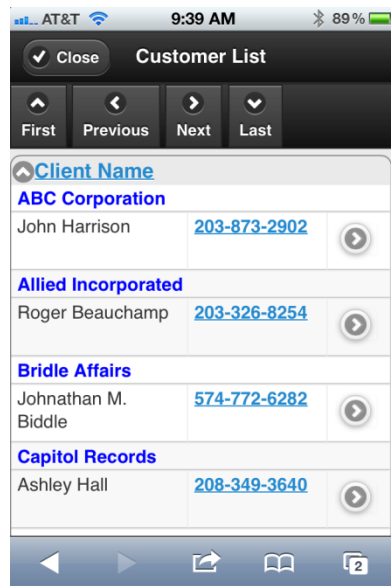 AT&T 9:39 AM 89%
Close Customer List
First Previous Next Last
Client Name
ABC Corporation
John Harrison 203-873-2902
Allied Incorporated
Roger Beauchamp 203-326-8254
Bridle Affairs
Johnathan M. 574-772-6282
Biddle
Capitol Records
Ashley Hall 208-349-3640
2